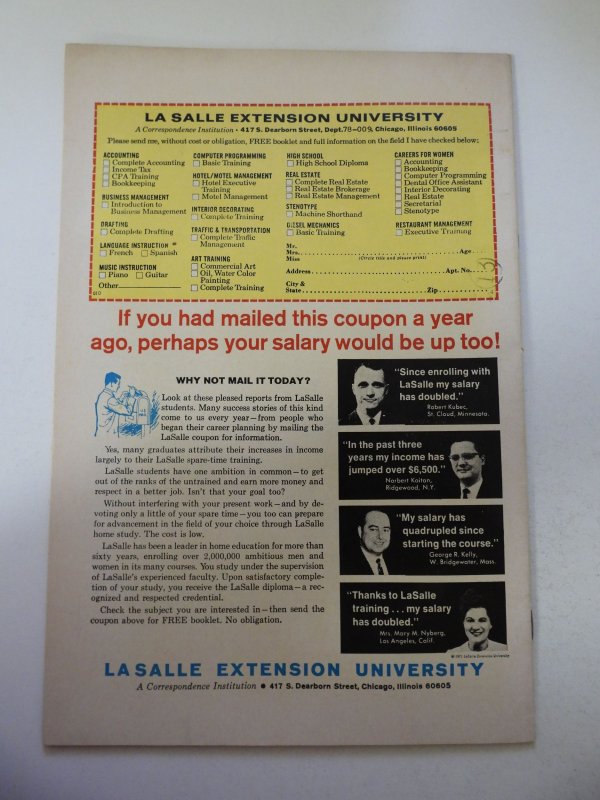 LA SALLE EXTENSION UNIVERSITY
A Correspondence Institution • 417 S. Dearborn Street, Dept. 78-009, Chicago, Illinois 60605
Please send me, without cost or obligation, FREE booklet and full information on the field I have checked below:
ACCOUNTING
Complete Accounting
Income Tax
CPA Training
Bookkeeping
BUSINESS MANAGEMENT
Introduction to
Business Management
DRAFTING
Complete Drafting
LANGUAGE INSTRUCTION
French Spanish
MUSIC INSTRUCTION
Piano Guitar
Other
COMPUTER PROGRAMMING
Basic Training
HOTEL/MOTEL MANAGEMENT
Hotel Executive
Training
Motel Management
INTERIOR DECORATING
Complete Training
TRAFFIC & TRANSPORTATION
Complete Traffic
Management
ART TRAINING
Commercial Art
Oil, Water Color
Painting
Complete Training
HIGH SCHOOL
High School Diploma
REAL ESTATE
Complete Real Estate
Real Estate Brokerage
Real Estate Management
STENOTYPE
Machine Shorthand
DIESEL MECHANICS
Basic Training
CAREERS FOR WOMEN
Accounting
Bookkeeping
Computer Programming
Dental Office Assistant
Interior Decorating
Real Estate
Secretarial
Stenotype
RESTAURANT MANAGEMENT
Executive Training
Mr.
Mrs. Age
Miss (Circle title and please print)
Address Apt. No.
City &
State Zip
If you had mailed this coupon a year
ago, perhaps your salary would be up too!
WHY NOT MAIL IT TODAY?
Look at these pleased reports from LaSalle
students. Many success stories of this kind
come to us every year—from people who
began their career planning by mailing the
LaSalle coupon for information.
Yes, many graduates attribute their increases in income
largely to their LaSalle spare-time training.
LaSalle students have one ambition in common—to get
out of the ranks of the untrained and earn more money and
respect in a better job. Isn't that your goal too?
Without interfering with your present work—and by de-
voting only a little of your spare time—you too can prepare
for advancement in the field of your choice through LaSalle
home study. The cost is low.
LaSalle has been a leader in home education for more than
sixty years, enrolling over 2,000,000 ambitious men and
women in its many courses. You study under the supervision
of LaSalle's experienced faculty. Upon satisfactory comple-
tion of your study, you receive the LaSalle diploma—a rec-
ognized and respected credential.
Check the subject you are interested in—then send the
coupon above for FREE booklet. No obligation.
"Since enrolling with
LaSalle my salary
has doubled."
Robert Kubec,
St. Cloud, Minnesota.
"In the past three
years my income has
jumped over $6,500."
Norbert Koitan,
Ridgewood, N.Y.
"My salary has
quadrupled since
starting the course."
George R. Kelly,
W. Bridgewater, Mass.
"Thanks to LaSalle
training ... my salary
has doubled."
Mrs. Mary M. Nyberg,
Los Angeles, Calif.
LASALLE EXTENSION UNIVERSITY
A Correspondence Institution • 417 S. Dearborn Street, Chicago, Illinois 60605